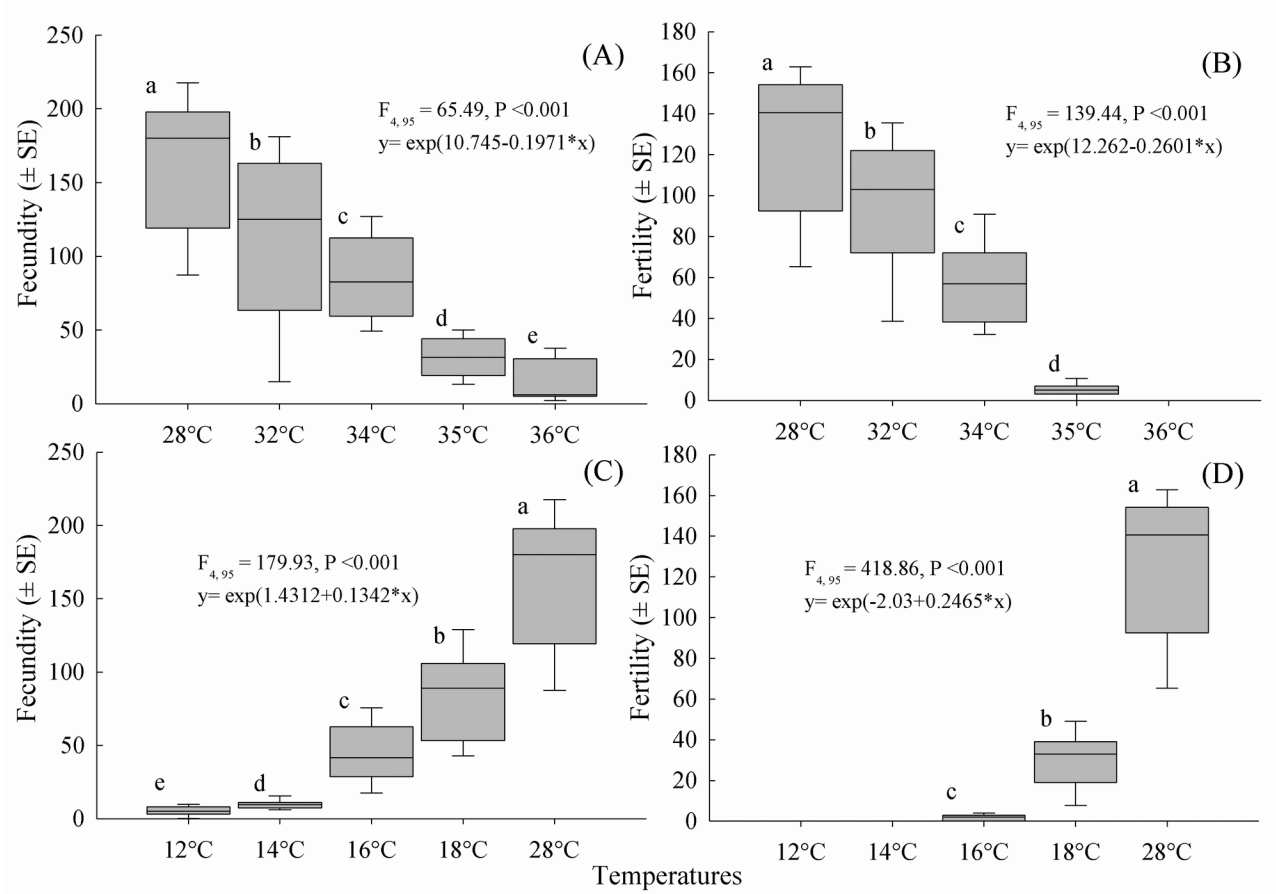 (A)
Fecundity (± SE)
250
200
150
100
50
0
a
b
c
d
e
F4, 95 = 65.49, P <0.001
y= exp(10.745-0.1971*x)
28°C 32°C 34°C 35°C 36°C
(B)
Fertility (± SE)
180
160
140
120
100
80
60
40
20
0
a
b
c
d
F4, 95 = 139.44, P <0.001
y= exp(12.262-0.2601*x)
28°C 32°C 34°C 35°C 36°C
(C)
Fecundity (± SE)
250
200
150
100
50
0
e
d
c
b
a
F4, 95 = 179.93, P <0.001
y= exp(1.4312+0.1342*x)
12°C 14°C 16°C 18°C 28°C
(D)
Fertility (± SE)
180
160
140
120
100
80
60
40
20
0
c
b
a
F4, 95 = 418.86, P <0.001
y= exp(-2.03+0.2465*x)
12°C 14°C 16°C 18°C 28°C
Temperatures